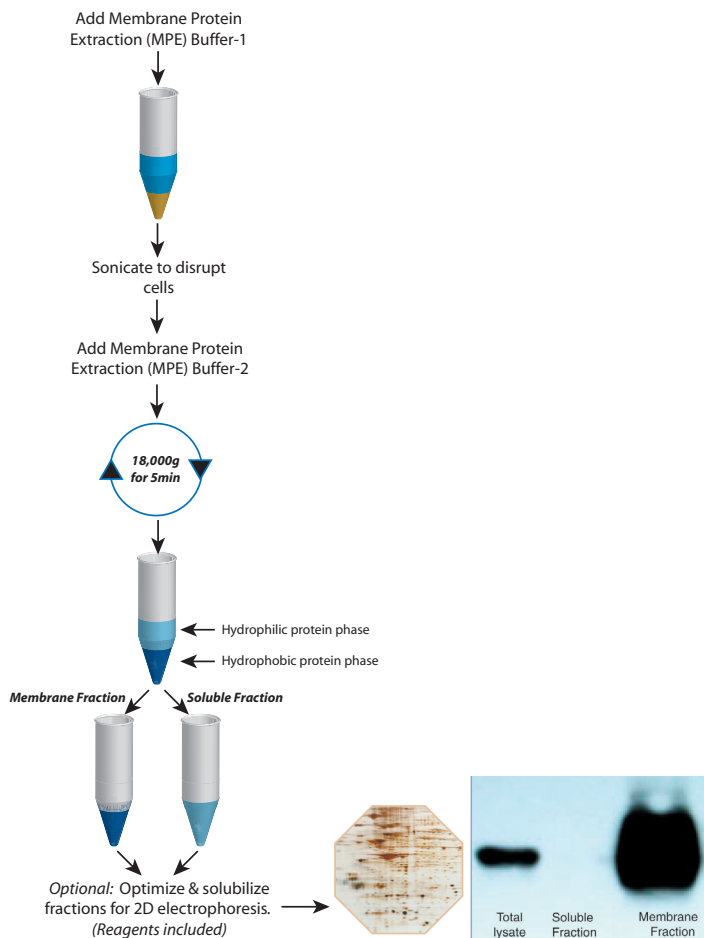 Add Membrane Protein
Extraction (MPE) Buffer-1
Sonicate to disrupt
cells
Add Membrane Protein
Extraction (MPE) Buffer-2
18,000g
for 5min
Hydrophilic protein phase
Hydrophobic protein phase
Membrane Fraction
Soluble Fraction
Optional: Optimize & solubilize
fractions for 2D electrophoresis.
(Reagents included)
Total
lysate
Soluble
Fraction
Membrane
Fraction